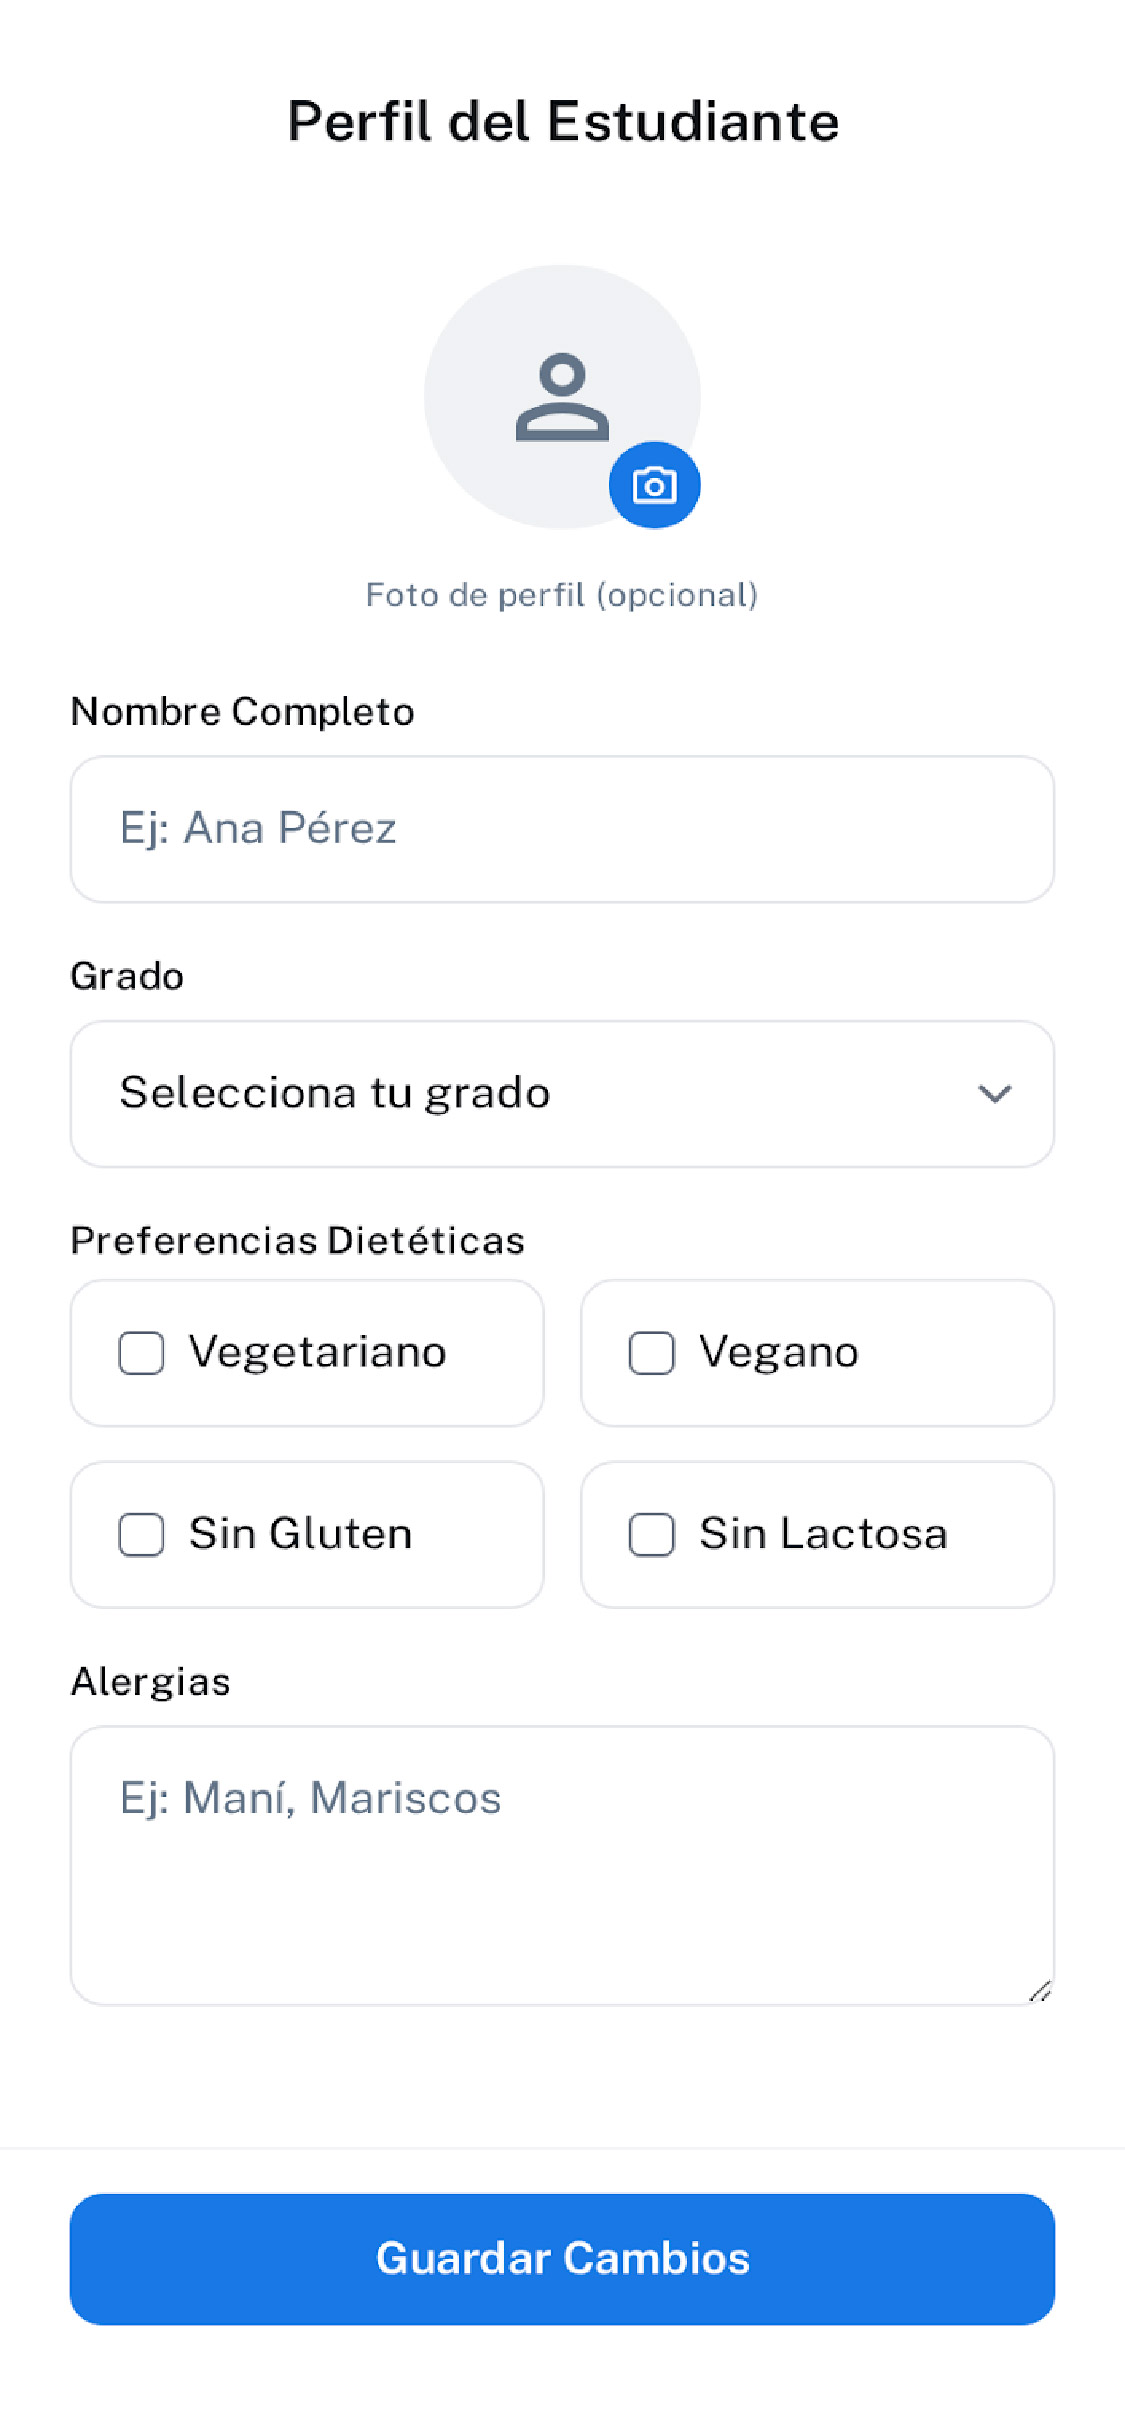 Perfil del Estudiante
Foto de perfil (opcional)
Nombre Completo
Ej: Ana Pérez
Grado
Selecciona tu grado
Preferencias Dietéticas
Vegetariano
Vegano
Sin Gluten
Sin Lactosa
Alergias
Ej: Maní, Mariscos
Guardar Cambios